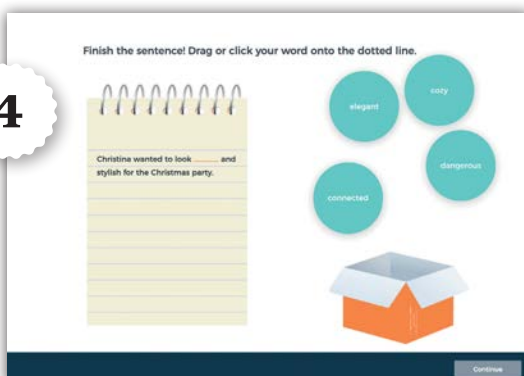 4
Finish the sentence! Drag or click your word onto the dotted line.
Christina wanted to look ______ and
stylish for the Christmas party.
elegant
cozy
dangerous
connected
Continue